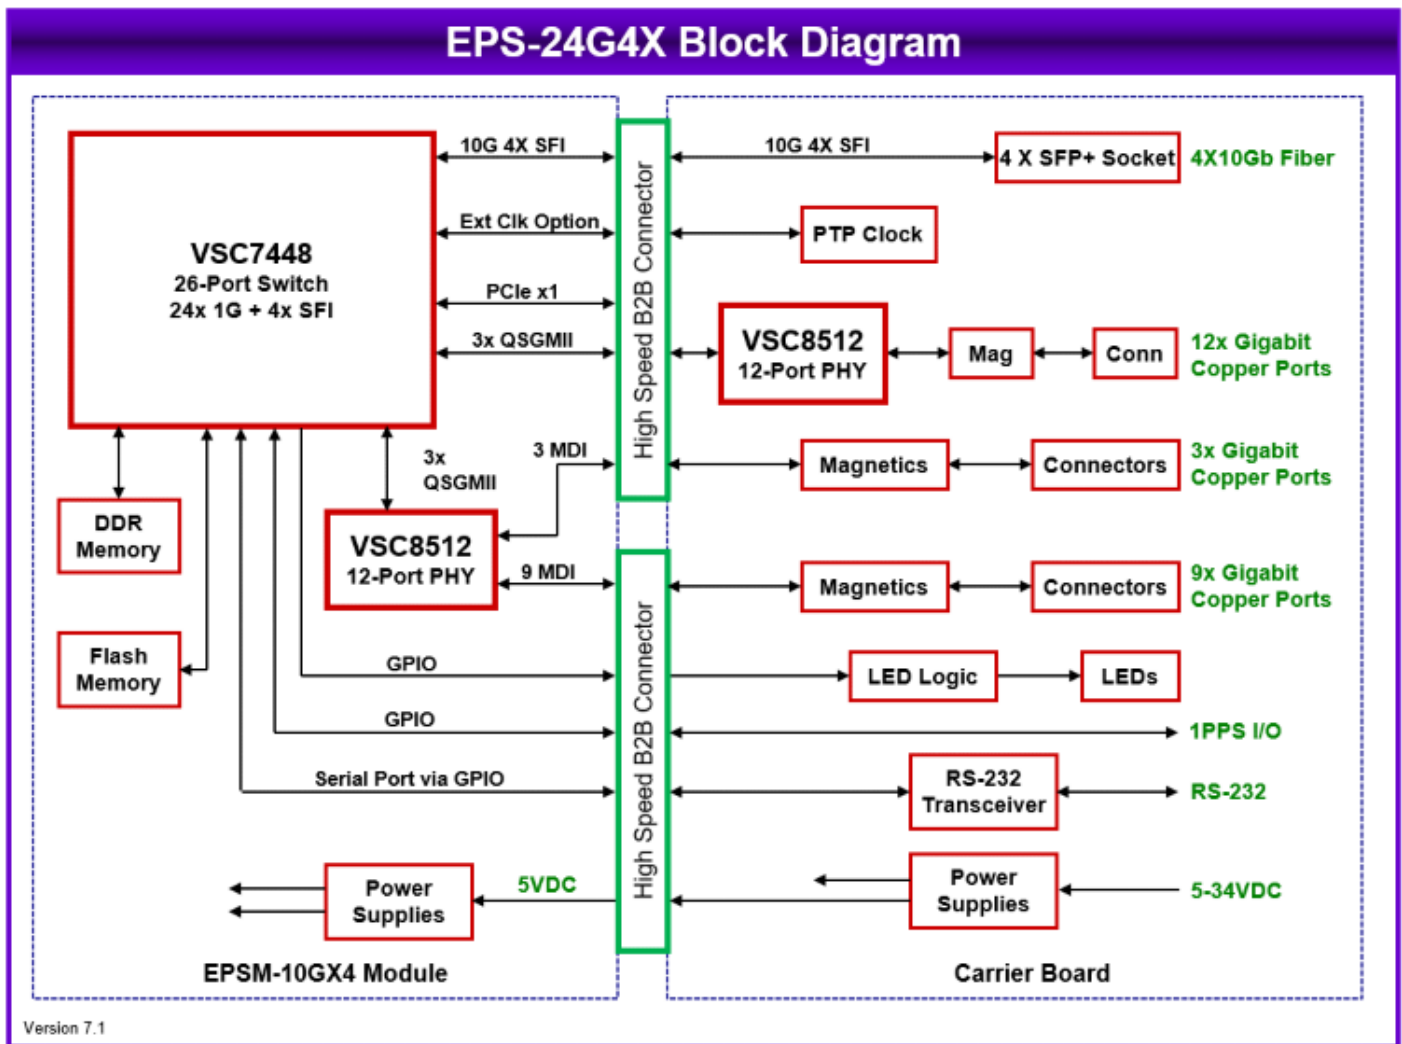 EPS-24G4X Block Diagram
10G 4X SFI
10G 4X SFI
4 X SFP+ Socket
4X10Gb Fiber
Ext Clk Option
PTP Clock
VSC7448
26-Port Switch
24x 1G + 4x SFI
PCIe x1
3x QSGMII
High Speed B2B Connector
VSC8512
12-Port PHY
Mag
Conn
12x Gigabit
Copper Ports
3x
QSGMII
3 MDI
Magnetics
Connectors
3x Gigabit
Copper Ports
DDR
Memory
VSC8512
12-Port PHY
9 MDI
High Speed B2B Connector
Magnetics
Connectors
9x Gigabit
Copper Ports
Flash
Memory
GPIO
LED Logic
LEDs
GPIO
1PPS I/O
Serial Port via GPIO
RS-232
Transceiver
RS-232
Power
Supplies
5VDC
Power
Supplies
5-34VDC
EPSM-10GX4 Module
Carrier Board
Version 7.1